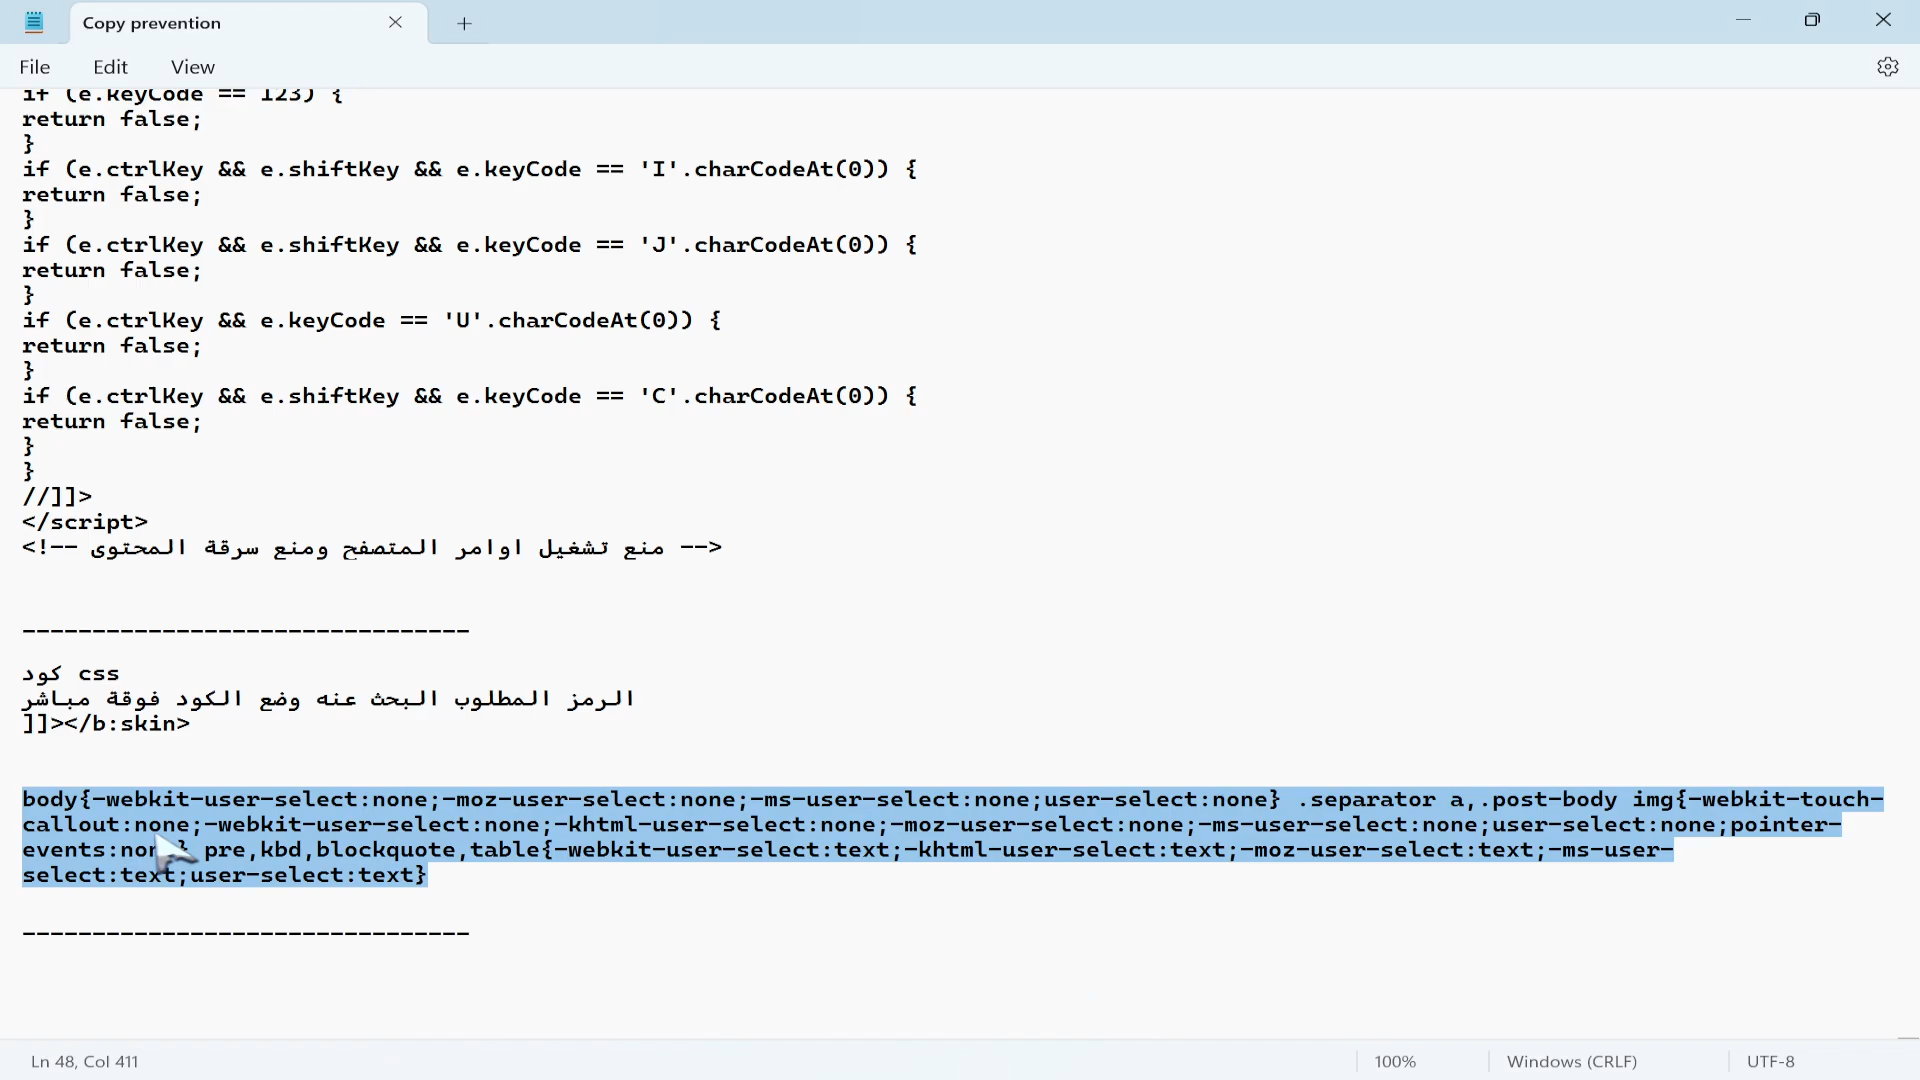 Copy prevention
File Edit View
if (e.keyCode == 123) {
return false;
}
if (e.ctrlKey && e.shiftKey && e.keyCode == 'I'.charCodeAt(0)) {
return false;
}
if (e.ctrlKey && e.shiftKey && e.keyCode == 'J'.charCodeAt(0)) {
return false;
}
if (e.ctrlKey && e.keyCode == 'U'.charCodeAt(0)) {
return false;
}
if (e.ctrlKey && e.shiftKey && e.keyCode == 'C'.charCodeAt(0)) {
return false;
}
}
//]]>
</script>
<!-- منع تشغيل اوامر المتصفح ومنع سرقة المحتوى -->
--------------------------------
كود css
الرمز المطلوب البحث عنه وضع الكود فوقة مباشر
]]></b:skin>
body{-webkit-user-select:none;-moz-user-select:none;-ms-user-select:none;user-select:none} .separator a,.post-body img{-webkit-touch-
callout:none;-webkit-user-select:none;-khtml-user-select:none;-moz-user-select:none;-ms-user-select:none;user-select:none;pointer-
events:none} pre,kbd,blockquote,table{-webkit-user-select:text;-khtml-user-select:text;-moz-user-select:text;-ms-user-
select:text;user-select:text}
--------------------------------
Ln 48, Col 411 100% Windows (CRLF) UTF-8